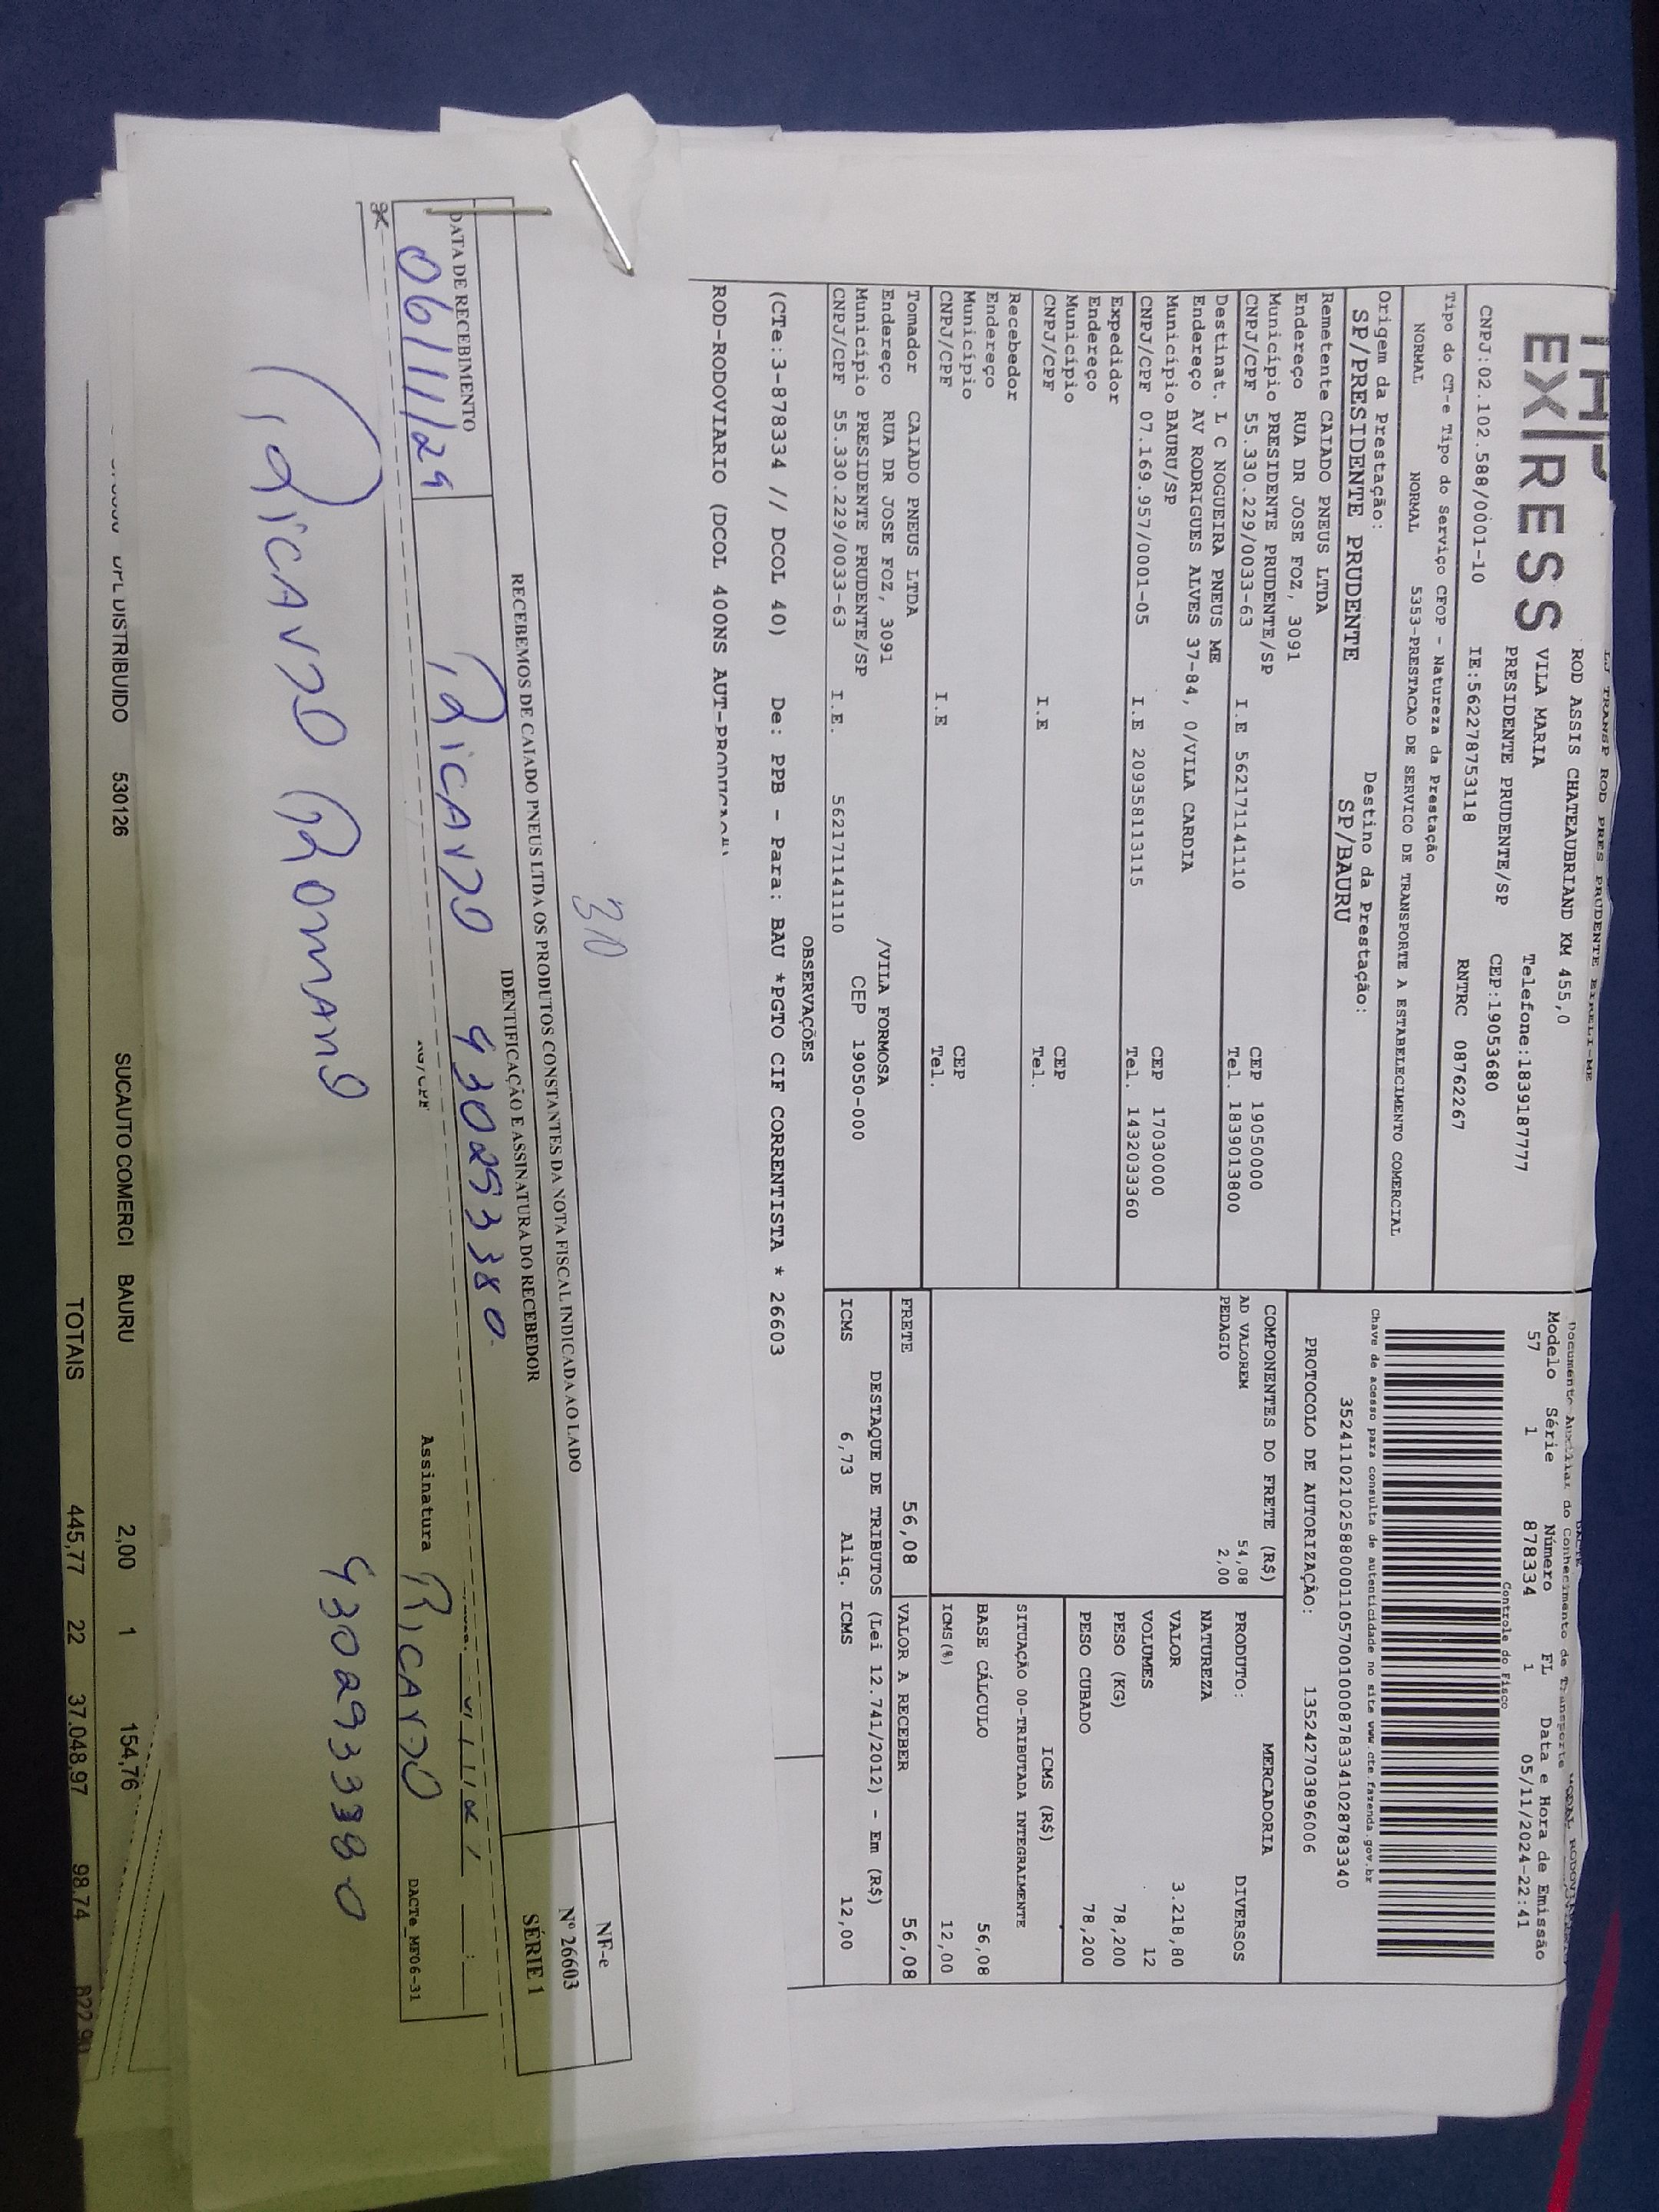 EXPRESS
LJ TRANSP ROD PRES PRUDENTE EIRELI-ME
ROD ASSIS CHATEAUBRIAND KM 455,0
VILA MARIA Telefone:1839187777
PRESIDENTE PRUDENTE/SP CEP:19053680
CNPJ:02.102.588/0001-10 IE:562278753118 RNTRC 08762267
Tipo do CT-e Tipo do Serviço CFOP - Natureza da Prestação
NORMAL NORMAL 5353-PRESTACAO DE SERVICO DE TRANSPORTE A ESTABELECIMENTO COMERCIAL
Origem da Prestação: Destino da Prestação:
SP/PRESIDENTE PRUDENTE SP/BAURU
Remetente CAIADO PNEUS LTDA
Endereço RUA DR JOSE FOZ, 3091
Município PRESIDENTE PRUDENTE/SP CEP 19050000
CNPJ/CPF 55.330.229/0033-63 I.E 562171141110 Tel. 1839013800
Destinat. L C NOGUEIRA PNEUS ME
Endereço AV RODRIGUES ALVES 37-84, 0/VILA CARDIA
Município BAURU/SP CEP 17030000
CNPJ/CPF 07.169.957/0001-05 I.E 209358113115 Tel. 1432033360
Expedidor
Endereço
Município CEP
CNPJ/CPF I.E Tel.
Recebedor
Endereço
Município CEP
CNPJ/CPF I.E Tel.
Tomador CAIADO PNEUS LTDA
Endereço RUA DR JOSE FOZ, 3091 /VILA FORMOSA
Município PRESIDENTE PRUDENTE/SP CEP 19050-000
CNPJ/CPF 55.330.229/0033-63 I.E. 562171141110
DACTE
Documento Auxiliar do Conhecimento de Transporte
Modelo Série Número FL Data e Hora de Emissão
57 1 878334 1 05/11/2024-22:41
Controle do Fisco
Chave de acesso para consulta de autenticidade no site www.cte.fazenda.gov.br
35241102102588000110570010008783341028783340
PROTOCOLO DE AUTORIZAÇÃO: 135242703896006
COMPONENTES DO FRETE (R$)
AD VALOREM 54,08
PEDAGIO 2,00
MERCADORIA
PRODUTO: DIVERSOS
NATUREZA
VALOR 3.218,80
VOLUMES 12
PESO (KG) 78,200
PESO CUBADO 78,200
ICMS (R$)
SITUAÇÃO 00-TRIBUTADA INTEGRALMENTE
BASE CÁLCULO 56,08
ICMS(%) 12,00
FRETE 56,08 VALOR A RECEBER 56,08
DESTAQUE DE TRIBUTOS (Lei 12.741/2012) - Em (R$)
ICMS 6,73 Aliq. ICMS 12,00
OBSERVAÇÕES
(CTe:3-878334 // DCOL 40) De: PPB - Para: BAU *PGTO CIF CORRENTISTA * 26603
ROD-RODOVIARIO (DCOL 400NS AUT-PRODUCAO)
NF-e
Nº 26603
SÉRIE 1
RECEBEMOS DE CAIADO PNEUS LTDA OS PRODUTOS CONSTANTES DA NOTA FISCAL INDICADA AO LADO
DATA DE RECEBIMENTO IDENTIFICAÇÃO E ASSINATURA DO RECEBEDOR
06/11/24 RICARDO 430293380
RG/CPF Assinatura RICARDO DACTe_MF06-31
RICARDO ROMANO 430293380
DPL DISTRIBUIDO 530126 SUCAUTO COMERCI BAURU 2,00 1 154,76
TOTAIS 445,77 22 37.048,97 98,74